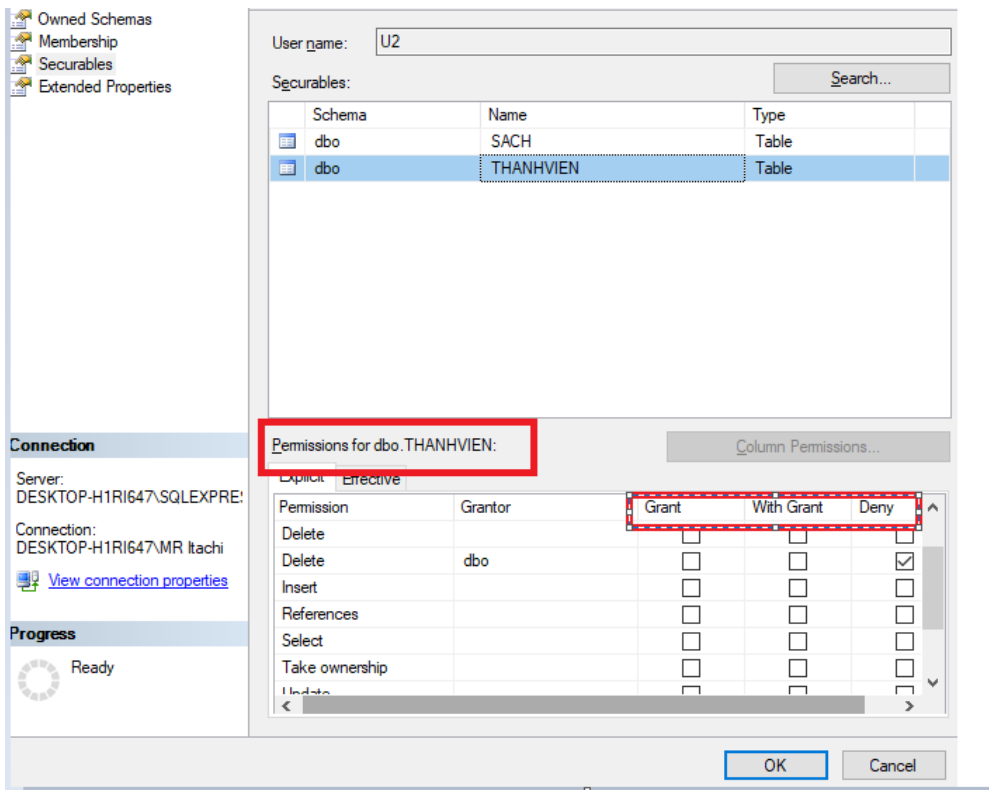 Owned Schemas
Membership
Securables
Extended Properties
User name: U2
Securables:
Search...
Schema Name Type
dbo SACH Table
dbo THANHVIEN Table
Connection
Server:
DESKTOP-H1RI647\SQLEXPRES
Connection:
DESKTOP-H1RI647\MR Itachi
View connection properties
Progress
Ready
Permissions for dbo.THANHVIEN:
Column Permissions...
Explicit Effective
Permission Grantor Grant With Grant Deny
Delete
Delete dbo
Insert
References
Select
Take ownership
Update
OK Cancel